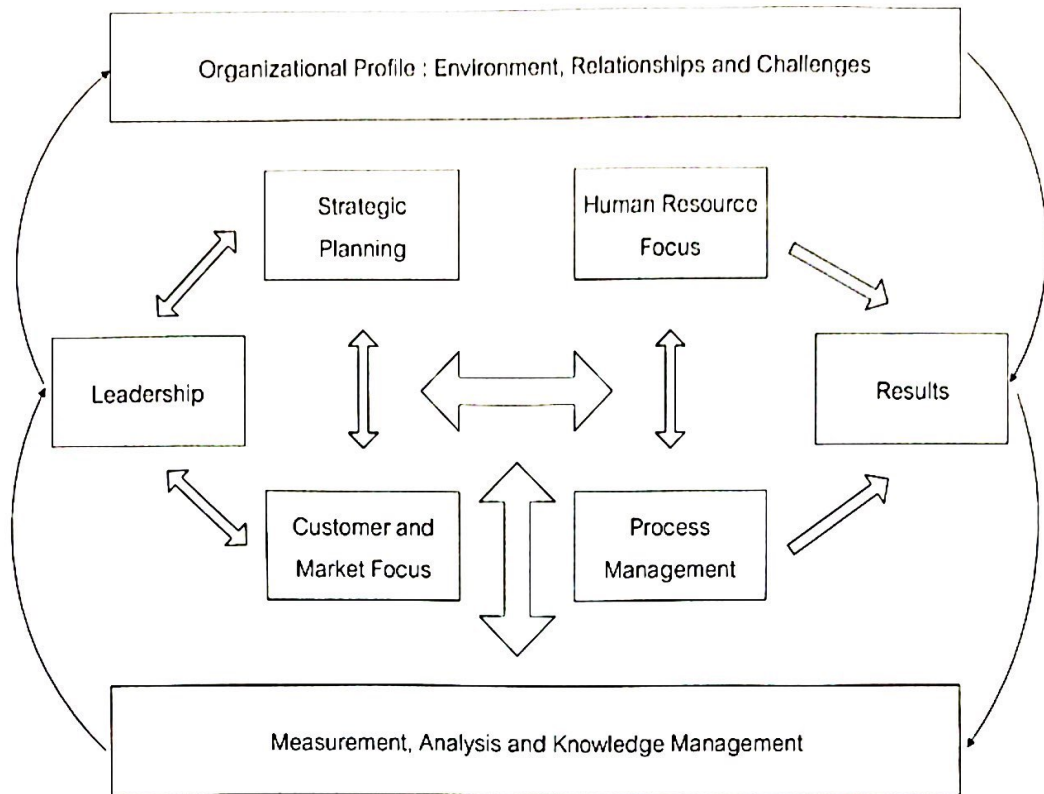 Organizational Profile : Environment, Relationships and Challenges
Strategic
Planning
Human Resource
Focus
Leadership
Results
Customer and
Market Focus
Process
Management
Measurement, Analysis and Knowledge Management